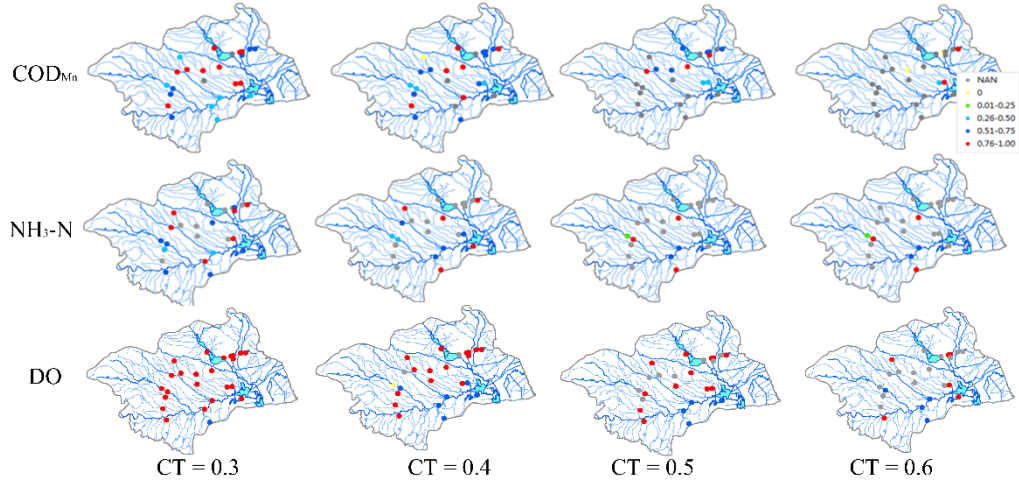 COD_Mn
NAN
0
0.01-0.25
0.26-0.50
0.51-0.75
0.76-1.00
NH₃-N
DO
CT = 0.3 CT = 0.4 CT = 0.5 CT = 0.6